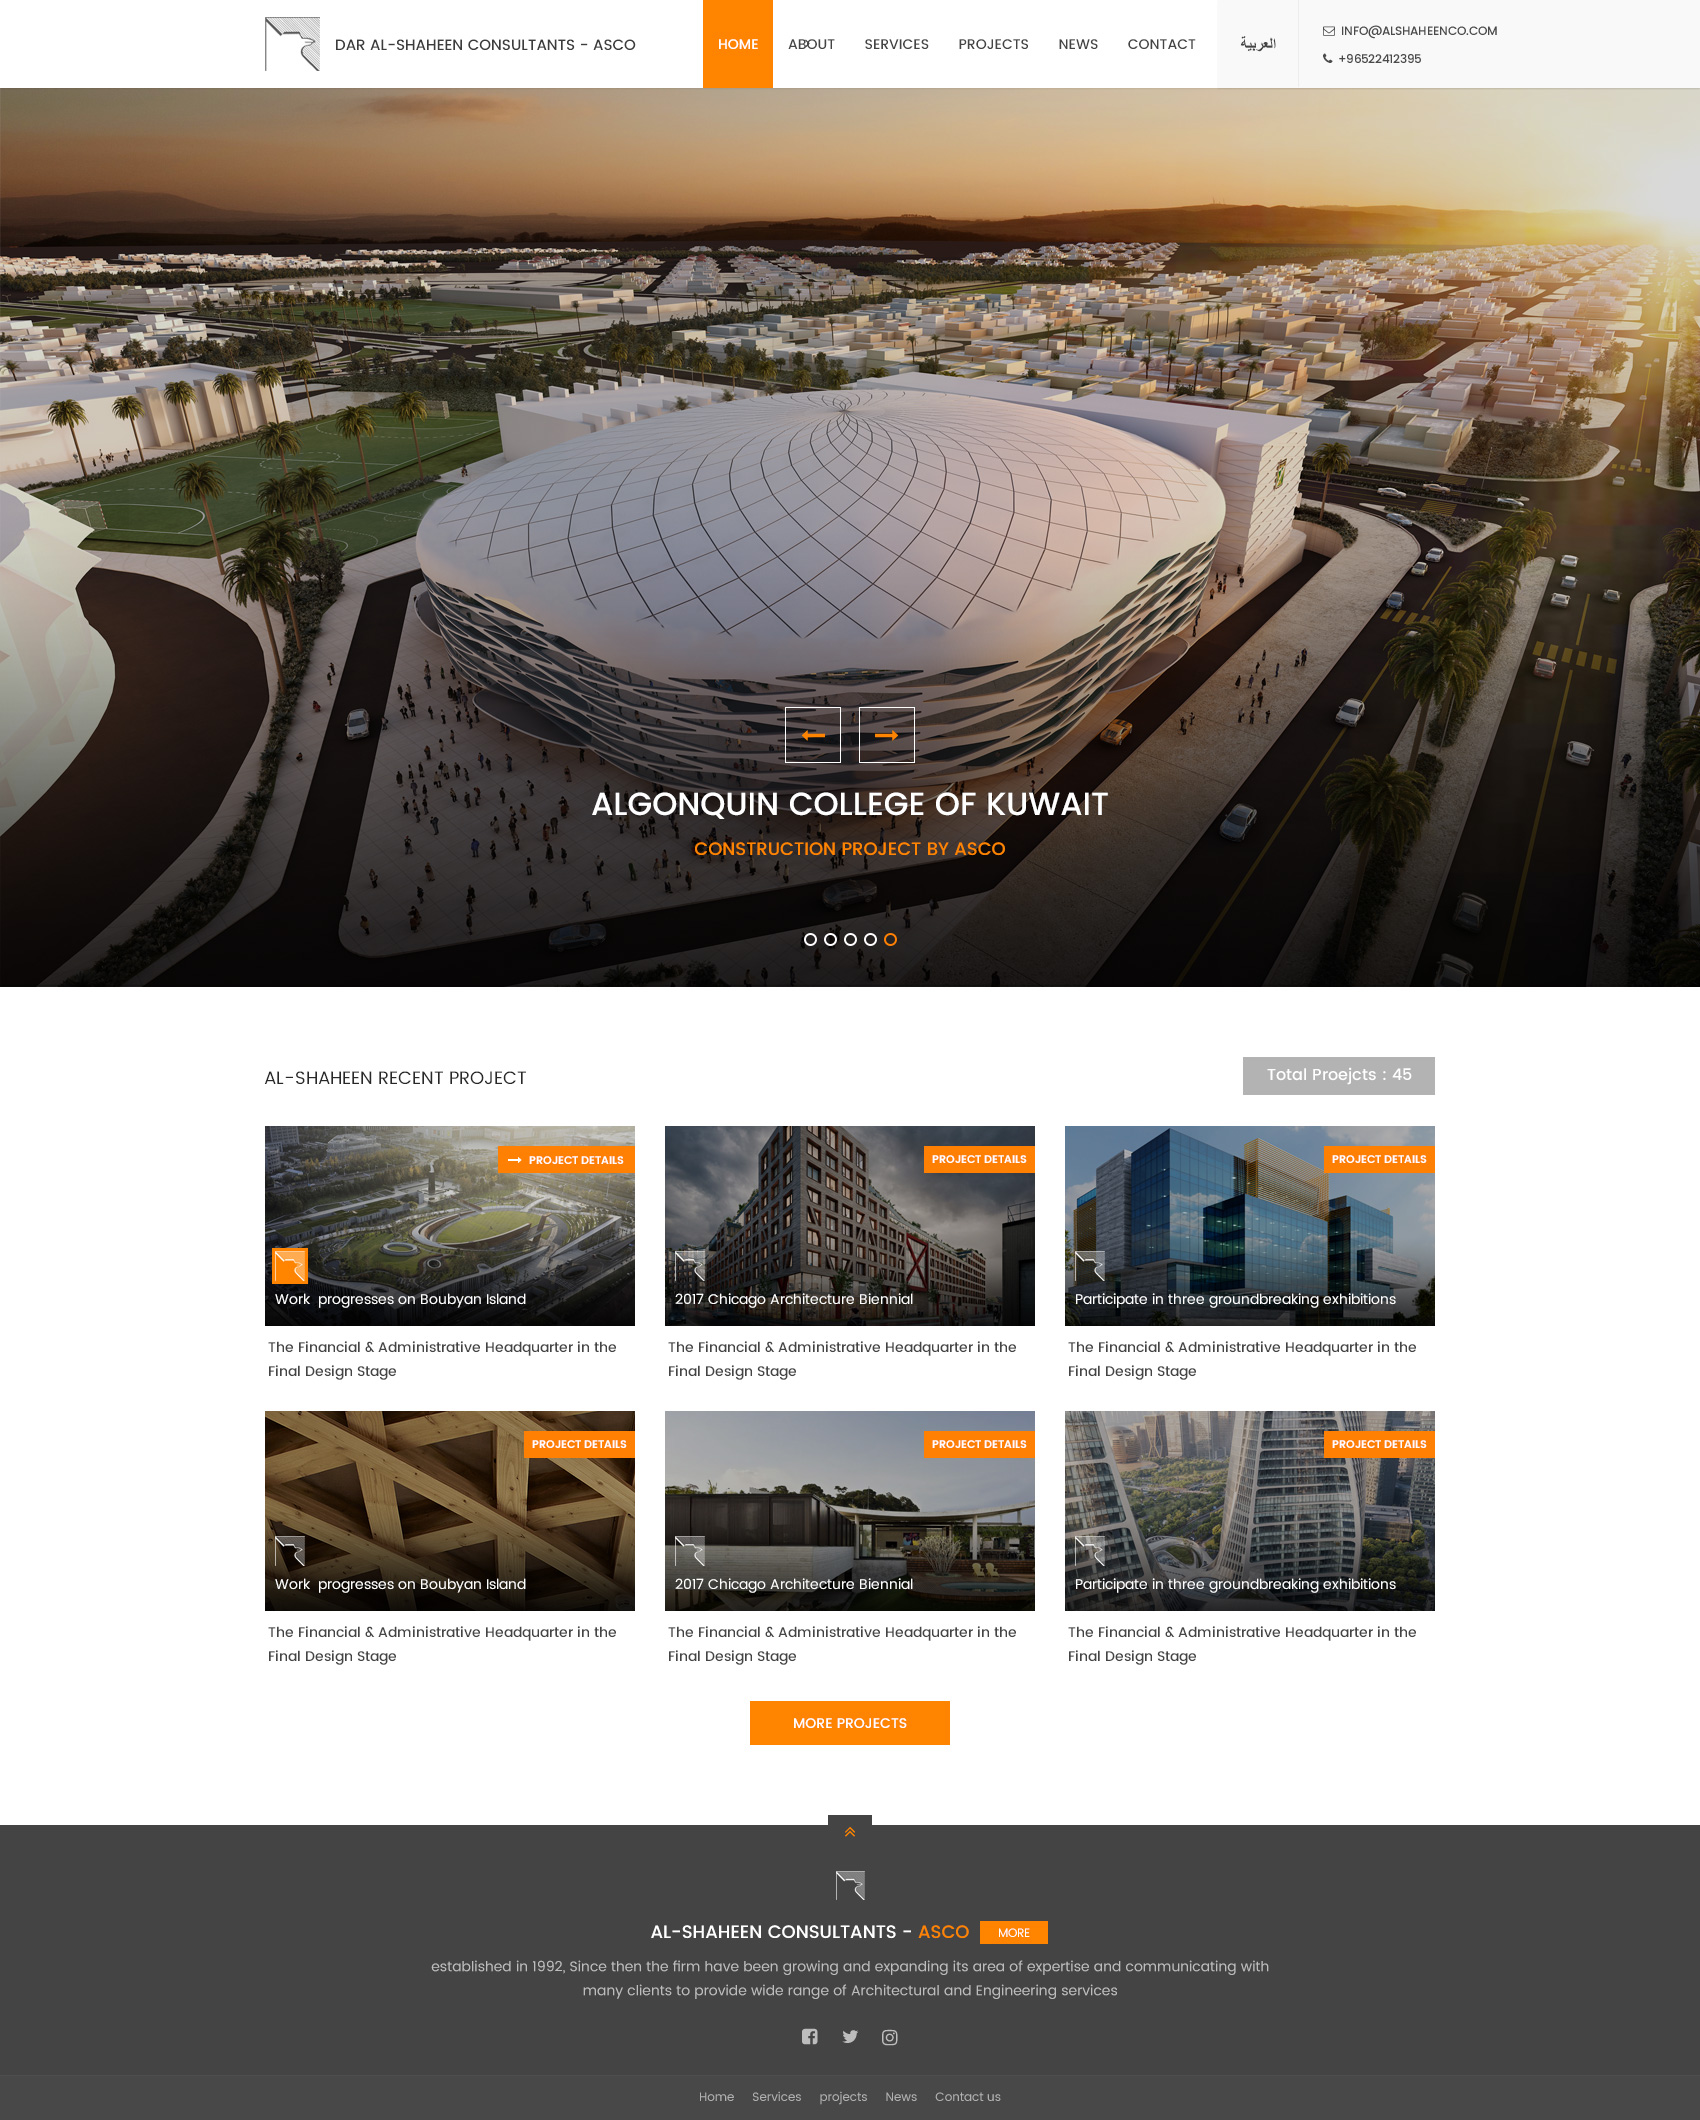 DAR AL-SHAHEEN CONSULTANTS - ASCO
HOME
ABOUT
SERVICES
PROJECTS
NEWS
CONTACT
العربية
INFO@ALSHAHEENCO.COM
+96522412395
ALGONQUIN COLLEGE OF KUWAIT
CONSTRUCTION PROJECT BY ASCO
AL-SHAHEEN RECENT PROJECT
Total Proejcts : 45
PROJECT DETAILS
Work progresses on Boubyan Island
The Financial & Administrative Headquarter in the
Final Design Stage
PROJECT DETAILS
2017 Chicago Architecture Biennial
The Financial & Administrative Headquarter in the
Final Design Stage
PROJECT DETAILS
Participate in three groundbreaking exhibitions
The Financial & Administrative Headquarter in the
Final Design Stage
PROJECT DETAILS
Work progresses on Boubyan Island
The Financial & Administrative Headquarter in the
Final Design Stage
PROJECT DETAILS
2017 Chicago Architecture Biennial
The Financial & Administrative Headquarter in the
Final Design Stage
PROJECT DETAILS
Participate in three groundbreaking exhibitions
The Financial & Administrative Headquarter in the
Final Design Stage
MORE PROJECTS
AL-SHAHEEN CONSULTANTS - ASCO MORE
established in 1992, Since then the firm have been growing and expanding its area of expertise and communicating with
many clients to provide wide range of Architectural and Engineering services
Home
Services
projects
News
Contact us